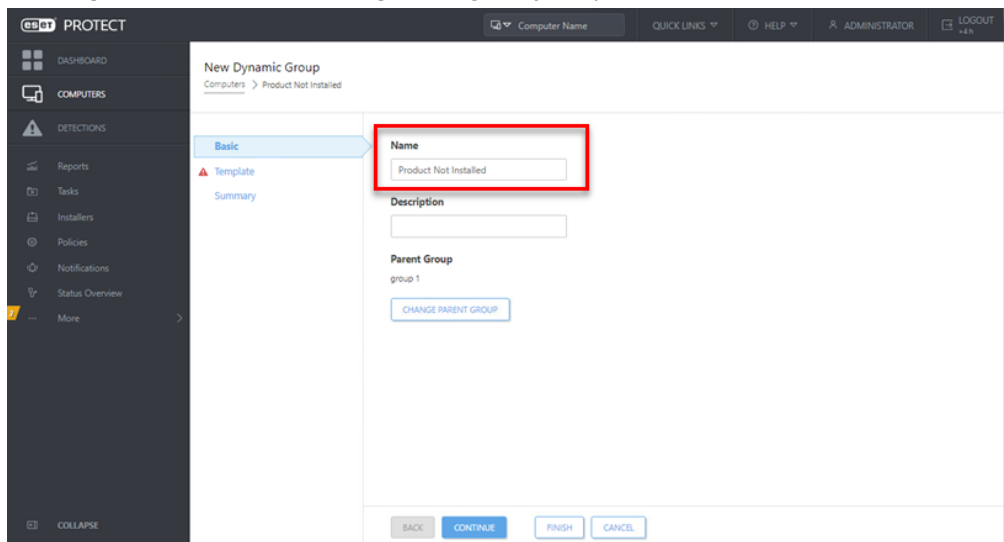 eset PROTECT
Computer Name
QUICK LINKS
HELP
ADMINISTRATOR
LOGOUT
>4 h
DASHBOARD
COMPUTERS
DETECTIONS
Reports
Tasks
Installers
Policies
Notifications
Status Overview
More
COLLAPSE
New Dynamic Group
Computers > Product Not Installed
Basic
Template
Summary
Name
Product Not Installed
Description
Parent Group
group 1
CHANGE PARENT GROUP
BACK
CONTINUE
FINISH
CANCEL